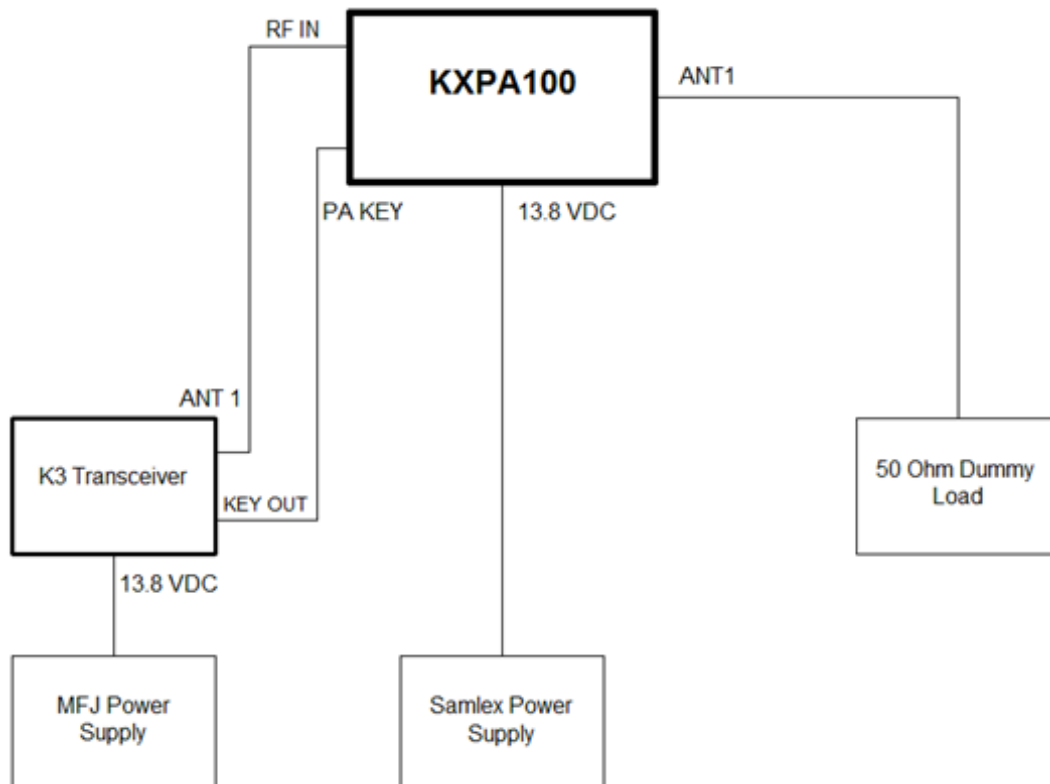 RF IN
KXPA100
ANT1
PA KEY
13.8 VDC
ANT 1
K3 Transceiver
KEY OUT
50 Ohm Dummy
Load
13.8 VDC
MFJ Power
Supply
Samlex Power
Supply